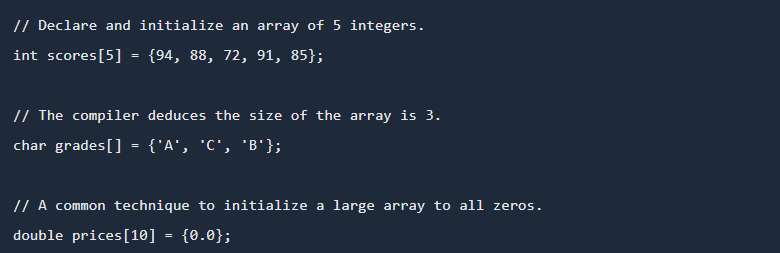 // Declare and initialize an array of 5 integers.
int scores[5] = {94, 88, 72, 91, 85};
// The compiler deduces the size of the array is 3.
char grades[] = {'A', 'C', 'B'};
// A common technique to initialize a large array to all zeros.
double prices[10] = {0.0};